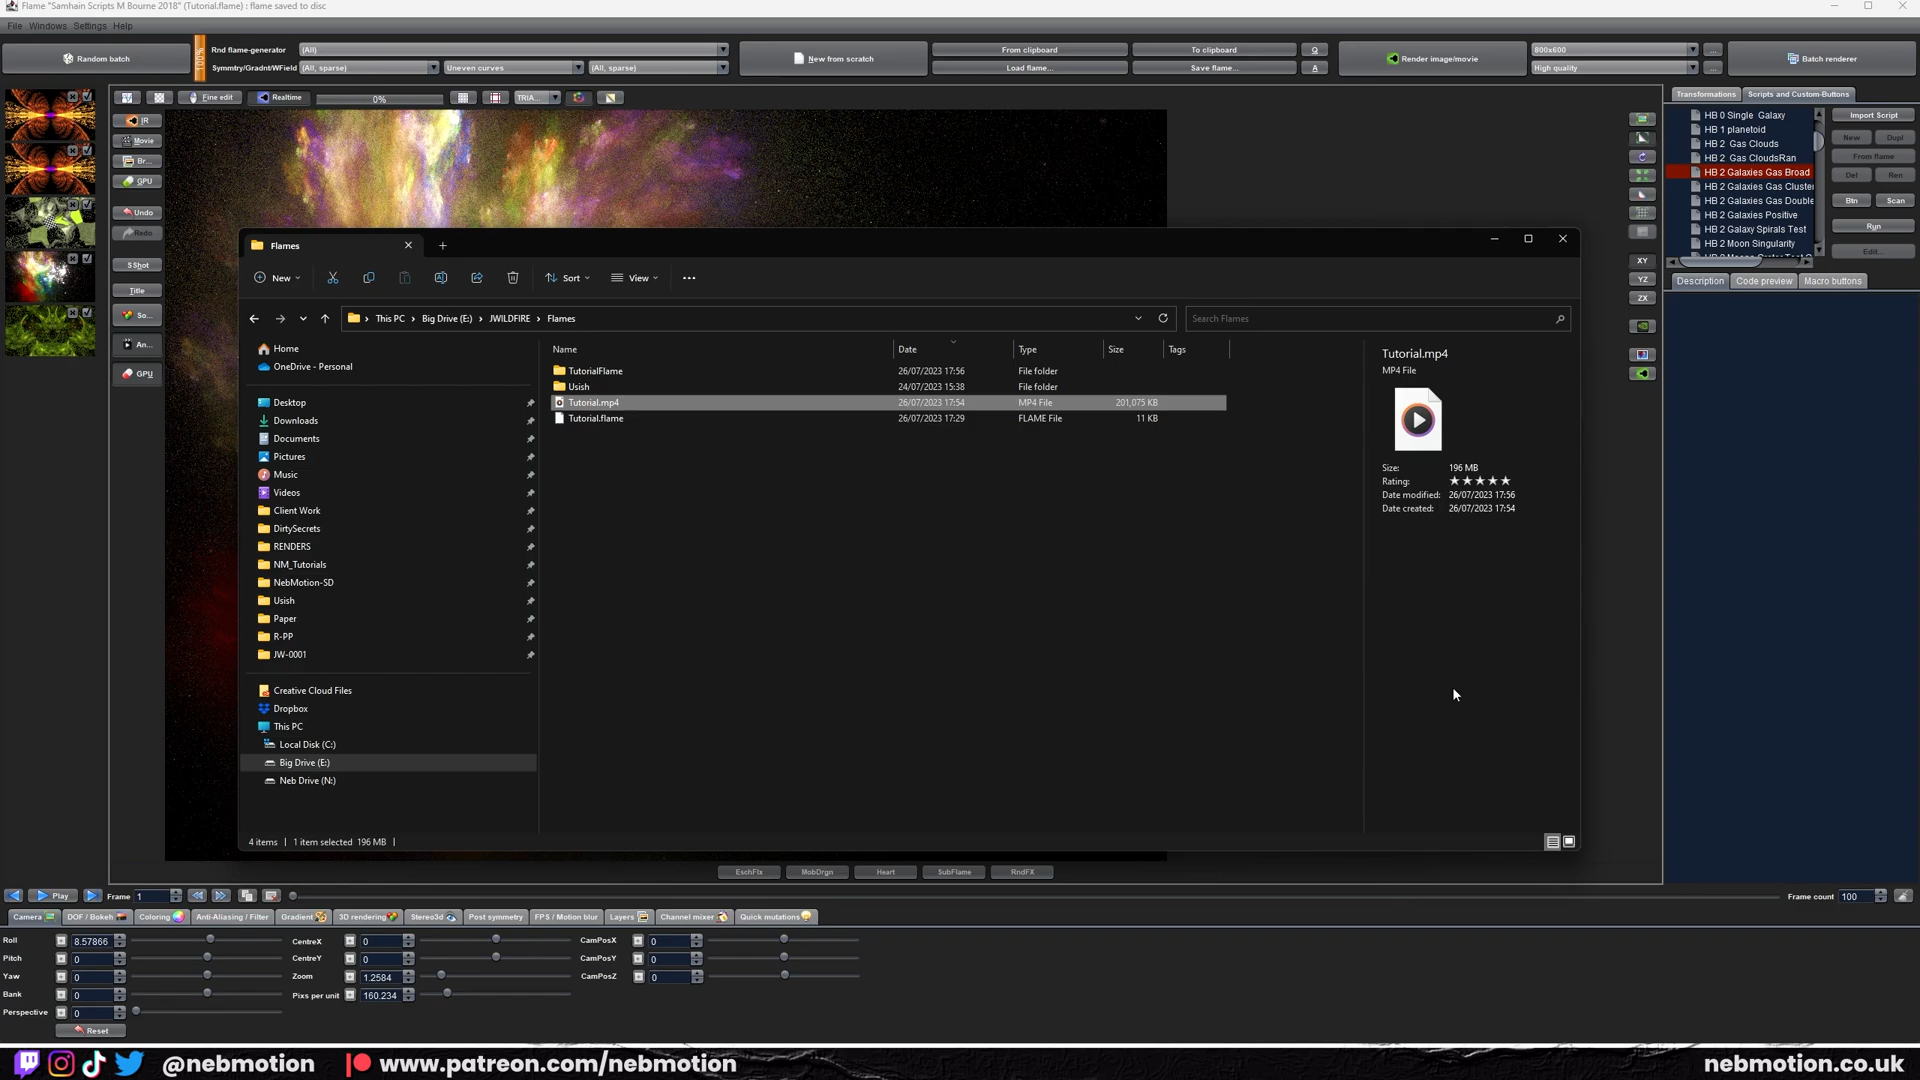 Flame "Samhain Scripts M Bourne 2018" (Tutorial.flame) : flame saved to disc
File Windows Settings Help
Random batch
100%
Rnd flame-generator (All)
Symmtry/Gradnt/WField (All, sparse) Uneven curves (All, sparse)
New from scratch
From clipboard To clipboard Q
Load flame... Save flame... A
Render image/movie
800x600 ...
High quality ...
Batch renderer
Fine edit Realtime 0% TRIA...
IR
Movie
Br...
GPU
Undo
Redo
SShot
Title
So...
An...
GPU
Transformations Scripts and Custom-Buttons
HB 0 Single Galaxy
HB 1 planetoid
HB 2 Gas Clouds
HB 2 Gas CloudsRan
HB 2 Galaxies Gas Broad
HB 2 Galaxies Gas Cluster
HB 2 Galaxies Gas Double
HB 2 Galaxies Positive
HB 2 Galaxy Spirals Test
HB 2 Moon Singularity
Import Script
New Dupl
From flame
Del Ren
Btn Scan
Run
Edit...
Description Code preview Macro buttons
XY
YZ
ZX
Flames
New Sort View
This PC Big Drive (E:) JWILDFIRE Flames
Search Flames
Home
OneDrive - Personal
Desktop
Downloads
Documents
Pictures
Music
Videos
Client Work
DirtySecrets
RENDERS
NM_Tutorials
NebMotion-SD
Usish
Paper
R-PP
JW-0001
Creative Cloud Files
Dropbox
This PC
Local Disk (C:)
Big Drive (E:)
Neb Drive (N:)
Name Date Type Size Tags
TutorialFlame 26/07/2023 17:56 File folder
Usish 24/07/2023 15:38 File folder
Tutorial.mp4 26/07/2023 17:54 MP4 File 201,075 KB
Tutorial.flame 26/07/2023 17:29 FLAME File 11 KB
Tutorial.mp4
MP4 File
Size: 196 MB
Rating: ★★★★★
Date modified: 26/07/2023 17:56
Date created: 26/07/2023 17:54
4 items 1 item selected 196 MB
EschFlx MobDrgn Heart SubFlame RndFX
Play Frame 1
Frame count 100
Camera DOF / Bokeh Coloring Anti-Aliasing / Filter Gradient 3D rendering Stereo3d Post symmetry FPS / Motion blur Layers Channel mixer Quick mutations
Roll 8.57866 CentreX 0 CamPosX 0
Pitch 0 CentreY 0 CamPosY 0
Yaw 0 Zoom 1.2584 CamPosZ 0
Bank 0 Pixs per unit 160.234
Perspective 0
Reset
@nebmotion www.patreon.com/nebmotion nebmotion.co.uk